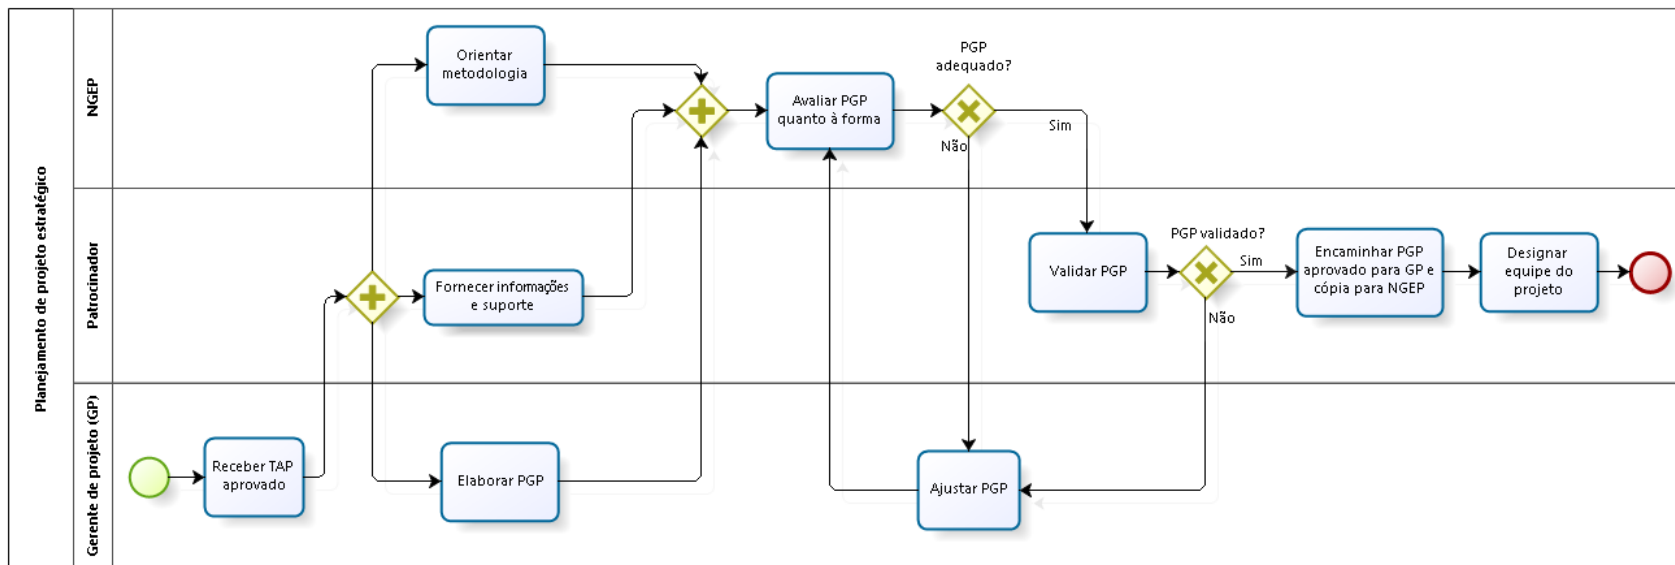 Planejamento de projeto estratégico
NGEP
Orientar
metodologia
Avaliar PGP
quanto à forma
PGP
adequado?
Sim
Não
Patrocinador
Fornecer informações
e suporte
Validar PGP
PGP validado?
Sim
Não
Encaminhar PGP
aprovado para GP e
cópia para NGEP
Designar
equipe do
projeto
Gerente de projeto (GP)
Receber TAP
aprovado
Elaborar PGP
Ajustar PGP